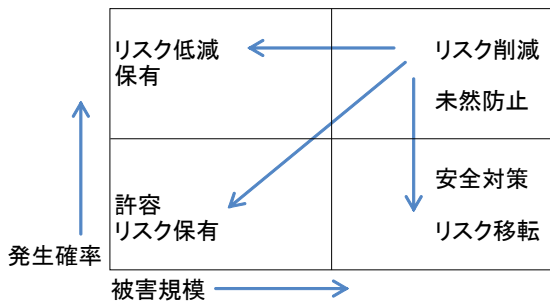 リスク低減
保有
リスク削減
未然防止
許容
リスク保有
安全対策
リスク移転
発生確率
被害規模